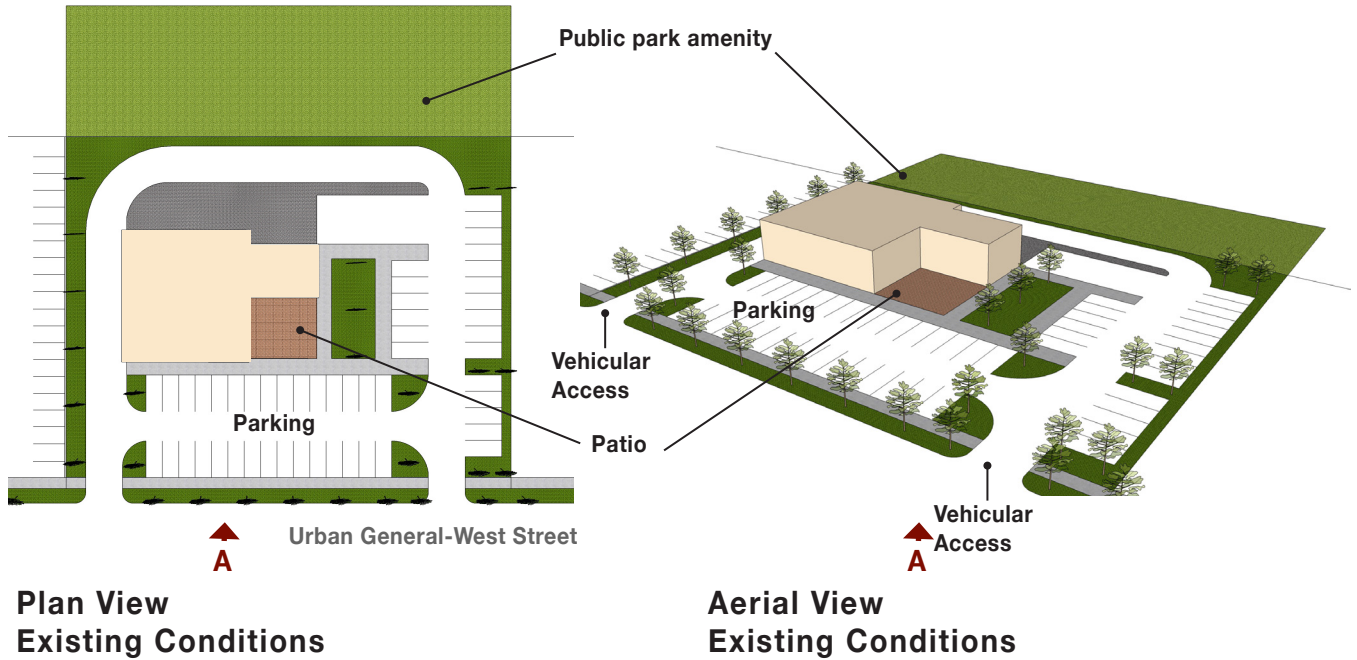 Public park amenity
Parking
Parking
Vehicular
Access
Patio
Urban General-West Street
A
Vehicular
Access
A
Plan View
Existing Conditions
Aerial View
Existing Conditions